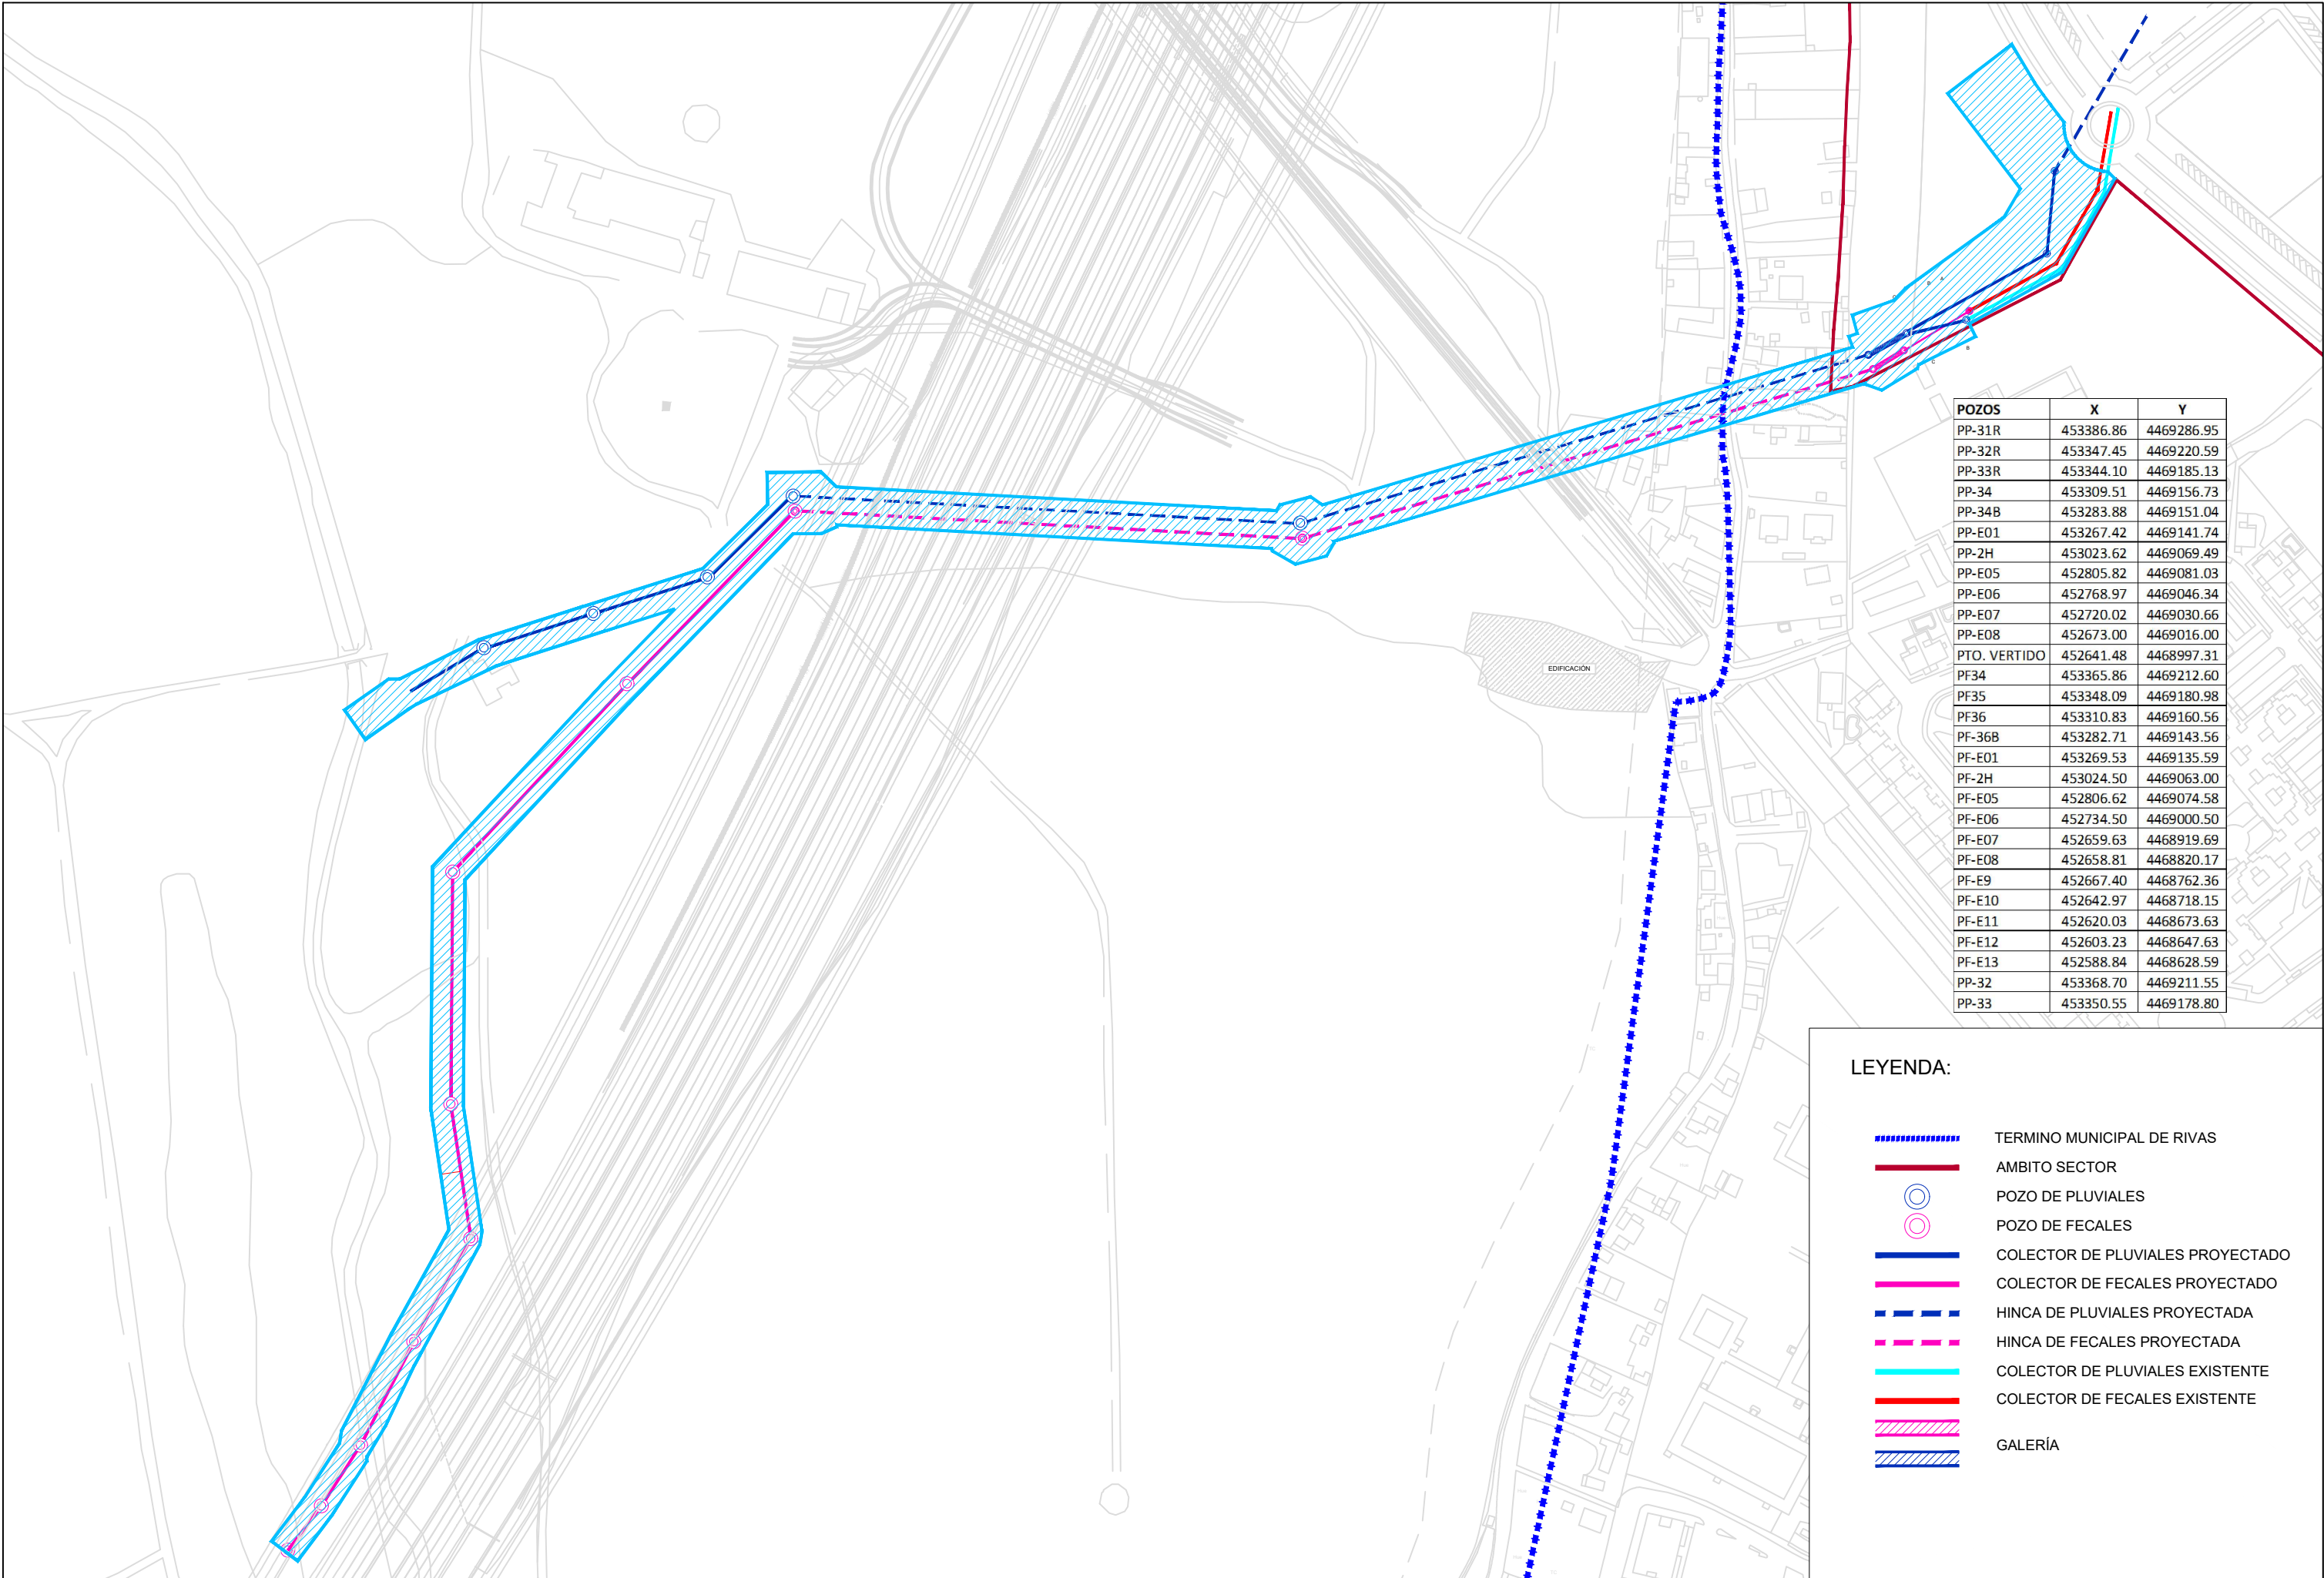 POZOS X Y
PP-31R 453386.86 4469286.95
PP-32R 453347.45 4469220.59
PP-33R 453344.10 4469185.13
PP-34 453309.51 4469156.73
PP-34B 453283.88 4469151.04
PP-E01 453267.42 4469141.74
PP-2H 453023.62 4469069.49
PP-E05 452805.82 4469081.03
PP-E06 452768.97 4469046.34
PP-E07 452720.02 4469030.66
PP-E08 452673.00 4469016.00
PTO. VERTIDO 452641.48 4468997.31
PF34 453365.86 4469212.60
PF35 453348.09 4469180.98
PF36 453310.83 4469160.56
PF-36B 453282.71 4469143.56
PF-E01 453269.53 4469135.59
PF-2H 453024.50 4469063.00
PF-E05 452806.62 4469074.58
PF-E06 452734.50 4469000.50
PF-E07 452659.63 4468919.69
PF-E08 452658.81 4468820.17
PF-E9 452667.40 4468762.36
PF-E10 452642.97 4468718.15
PF-E11 452620.03 4468673.63
PF-E12 452603.23 4468647.63
PF-E13 452588.84 4468628.59
PP-32 453368.70 4469211.55
PP-33 453350.55 4469178.80
EDIFICACIÓN
LEYENDA:
TERMINO MUNICIPAL DE RIVAS
AMBITO SECTOR
POZO DE PLUVIALES
POZO DE FECALES
COLECTOR DE PLUVIALES PROYECTADO
COLECTOR DE FECALES PROYECTADO
HINCA DE PLUVIALES PROYECTADA
HINCA DE FECALES PROYECTADA
COLECTOR DE PLUVIALES EXISTENTE
COLECTOR DE FECALES EXISTENTE
GALERÍA